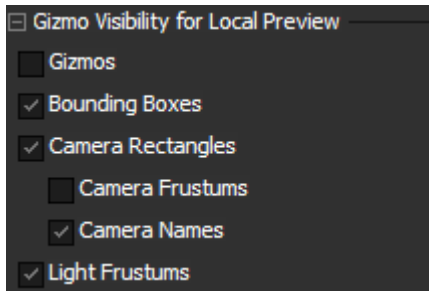 Gizmo Visibility for Local Preview
Gizmos
Bounding Boxes
Camera Rectangles
Camera Frustums
Camera Names
Light Frustums